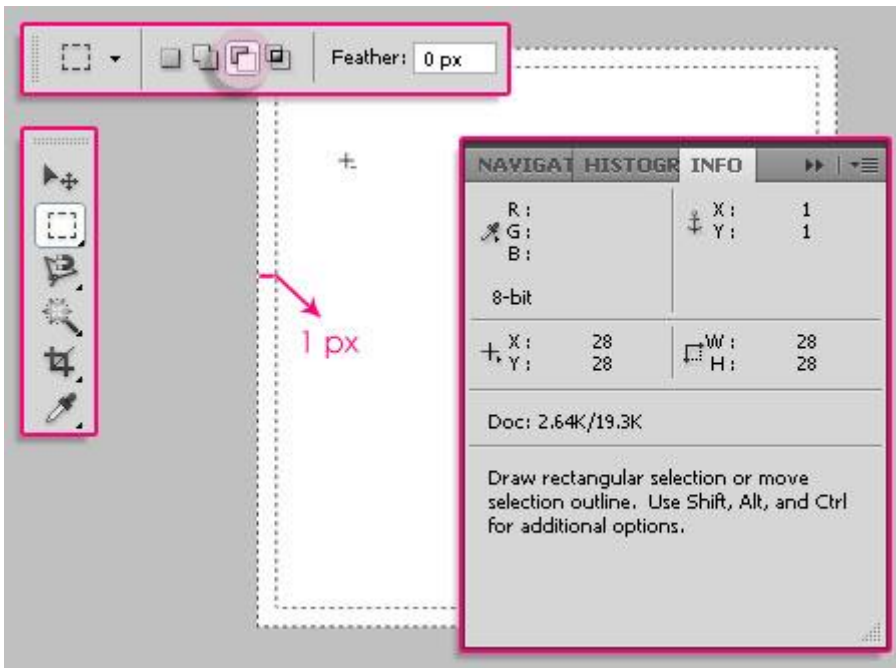 Feather: 0 px
NAVIGAT HISTOGR INFO
R: X: 1
G: Y: 1
B:
8-bit
X: 28 W: 28
Y: 28 H: 28
1 px
Doc: 2.64K/19.3K
Draw rectangular selection or move
selection outline. Use Shift, Alt, and Ctrl
for additional options.